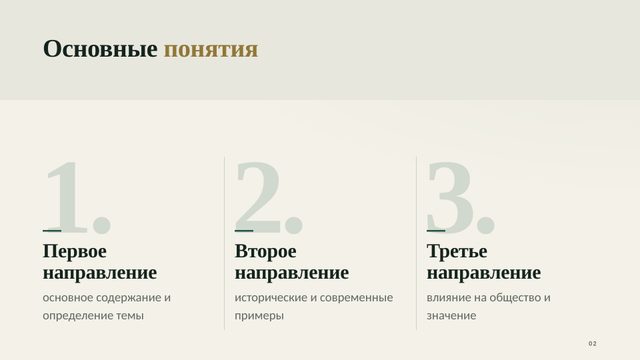 Основные понятия
1.
Первое
направление
основное содержание и
определение темы
2.
Второе
направление
исторические и современные
примеры
3.
Третье
направление
влияние на общество и
значение
02